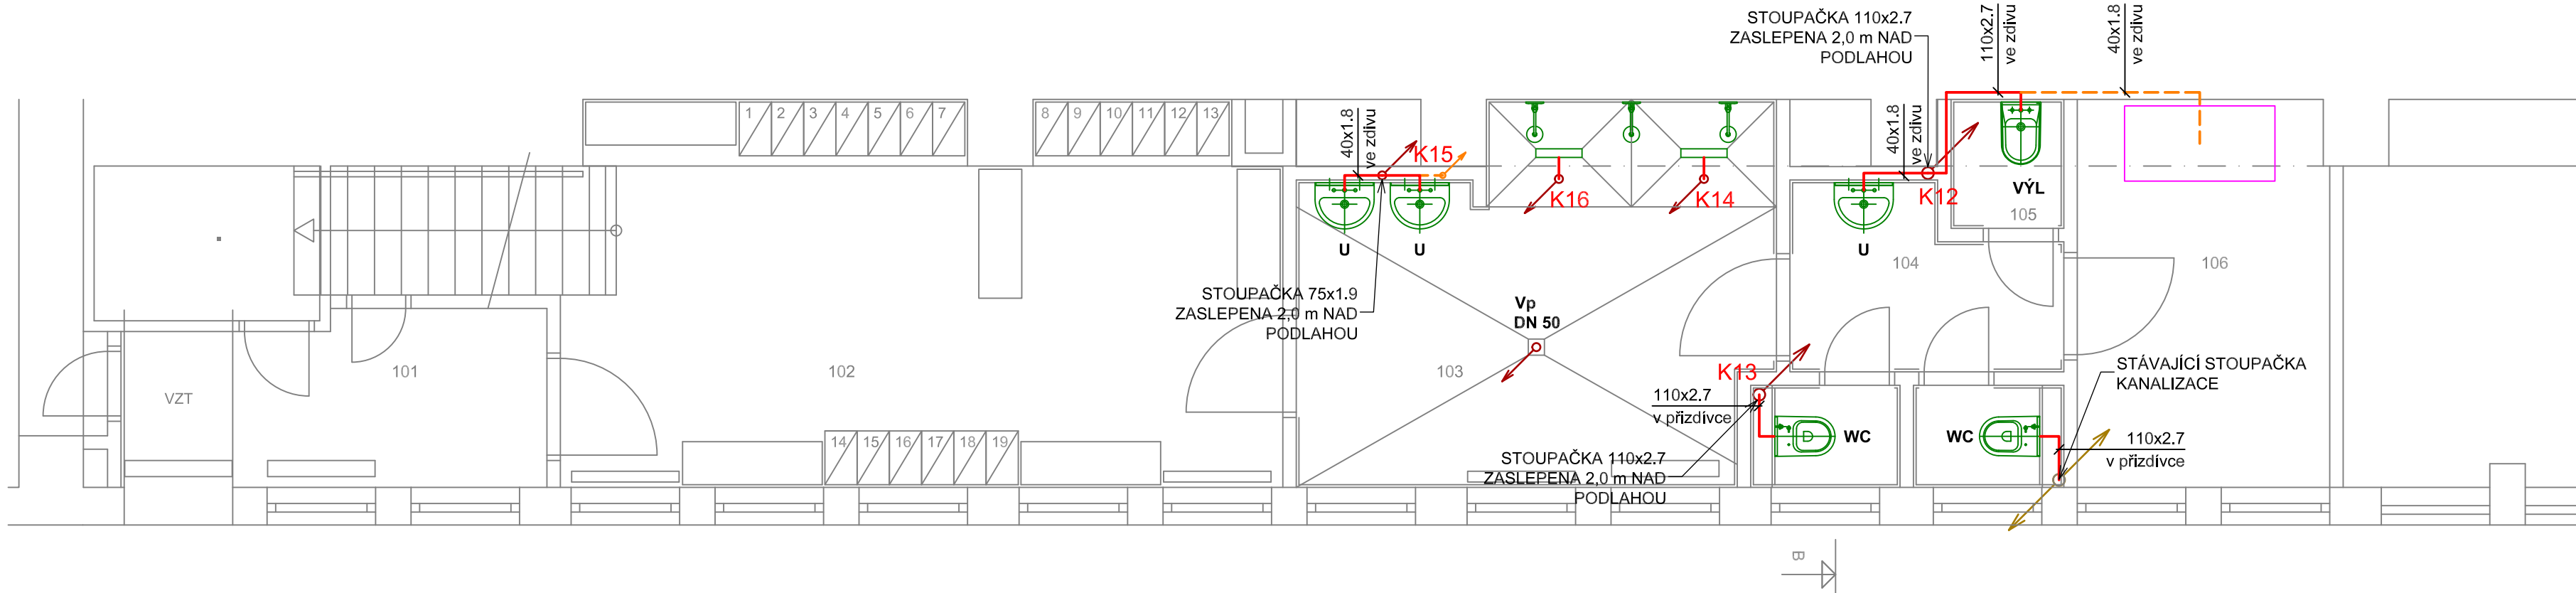 STOUPAČKA 110x2.7
ZASLEPENA 2,0 m NAD
PODLAHOU
110x2.7
ve zdivu
40x1.8
ve zdivu
1
2
3
4
5
6
7
8
9
10
11
12
13
40x1.8
ve zdivu
K15
K16
K14
40x1.8
ve zdivu
K12
VÝL
105
U
U
U
104
106
STOUPAČKA 75x1.9
ZASLEPENA 2,0 m NAD
PODLAHOU
Vp
DN 50
101
102
103
VZT
K13
110x2.7
v přizdívce
STÁVAJÍCÍ STOUPAČKA
KANALIZACE
WC
WC
110x2.7
v přizdívce
14
15
16
17
18
19
STOUPAČKA 110x2.7
ZASLEPENA 2,0 m NAD
PODLAHOU
B